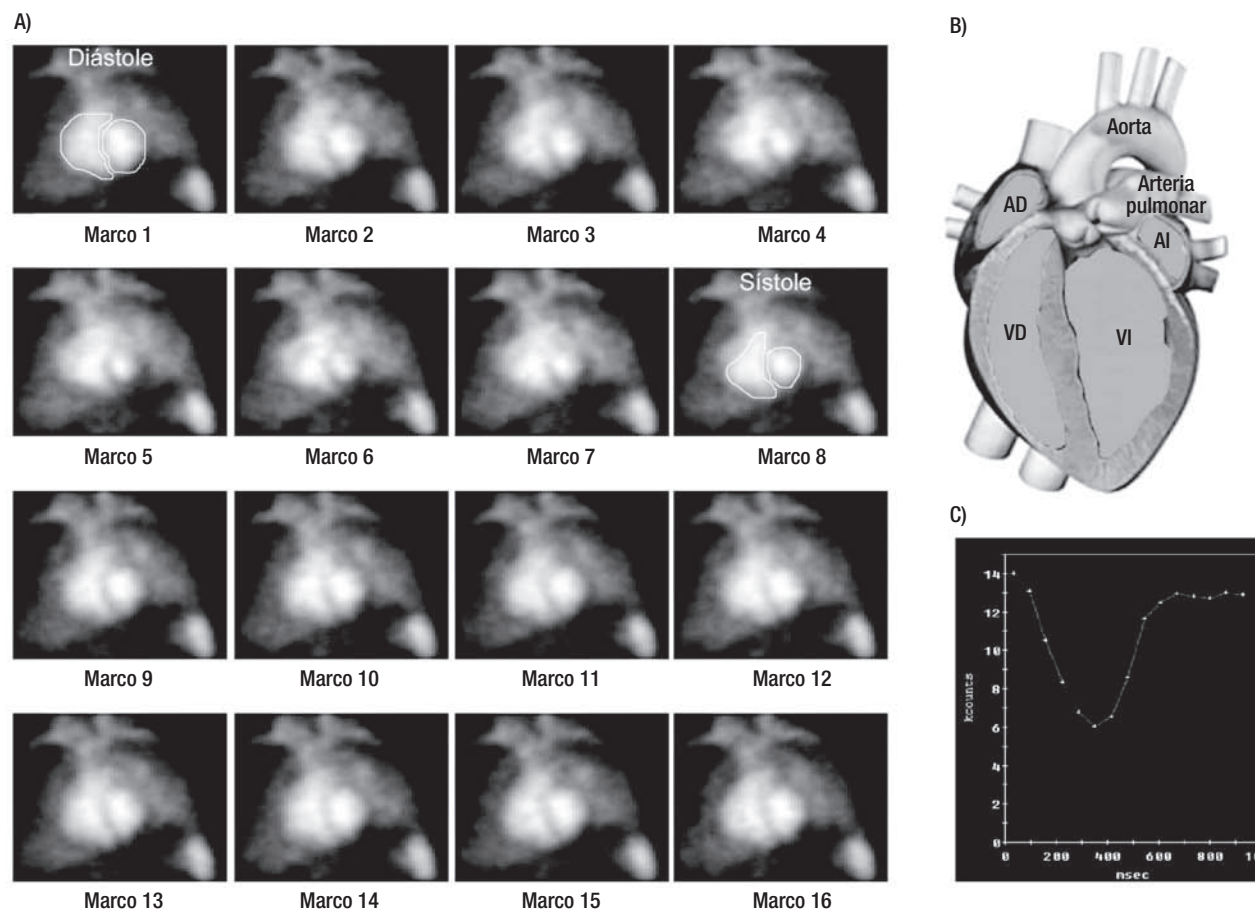 A)
Diástole
Marco 1
Marco 2
Marco 3
Marco 4
Sístole
Marco 5
Marco 6
Marco 7
Marco 8
Marco 9
Marco 10
Marco 11
Marco 12
Marco 13
Marco 14
Marco 15
Marco 16
B)
Aorta
Arteria
pulmonar
AD
AI
VD
VI
C)
kcounts
14
12
10
8
6
4
2
0
0 200 400 600 800
msec